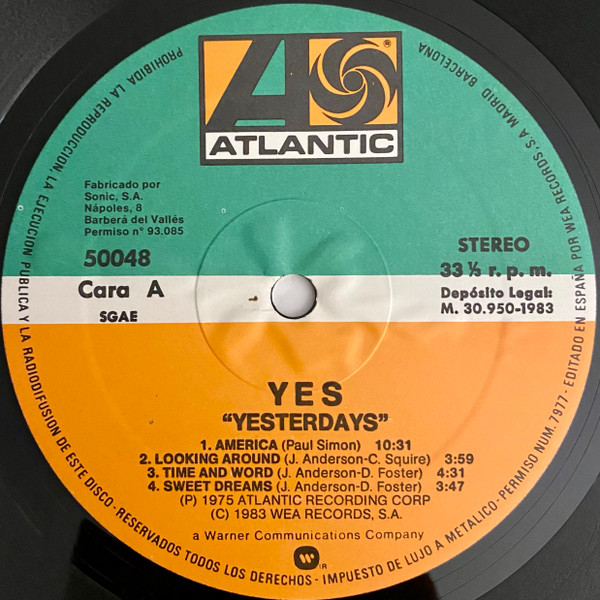 ATLANTIC
Fabricado por
Sonic, S.A.
Nápoles, 8
Barberá del Vallés
Permiso nº 93.085
50048
Cara A
SGAE
STEREO
33 ⅓ r. p. m.
Depósito Legal:
M. 30.950-1983
YES
“YESTERDAYS”
1. AMERICA (Paul Simon) 10:31
2. LOOKING AROUND (J. Anderson-C. Squire) 3:59
3. TIME AND WORD (J. Anderson-D. Foster) 4:31
4. SWEET DREAMS (J. Anderson-D. Foster) 3:47
(P) 1975 ATLANTIC RECORDING CORP
(C) 1983 WEA RECORDS, S.A.
a Warner Communications Company
R
PROHIBIDA LA REPRODUCCION, LA EJECUCION PUBLICA Y LA RADIODIFUSION DE ESTE DISCO-RESERVADOS TODOS LOS DERECHOS-IMPUESTO DE LUJO A METALICO-PERMISO NUM. 7977-EDITADO EN ESPAÑA POR WEA RECORDS, S.A. MADRID BARCELONA